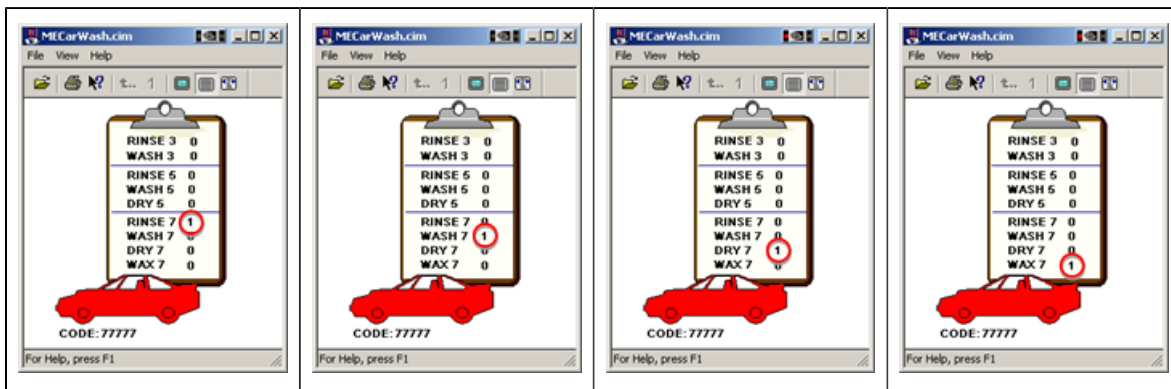 MECarWash.cim
File View Help
t.. 1
RINSE 3 0
WASH 3 0
RINSE 5 0
WASH 5 0
DRY 5 0
RINSE 7 1
WASH 7 0
DRY 7 0
WAX 7 0
CODE:77777
For Help, press F1
MECarWash.cim
File View Help
t.. 1
RINSE 3 0
WASH 3 0
RINSE 5 0
WASH 5 0
DRY 5 0
RINSE 7 0
WASH 7 1
DRY 7 0
WAX 7 0
CODE:77777
For Help, press F1
MECarWash.cim
File View Help
t.. 1
RINSE 3 0
WASH 3 0
RINSE 5 0
WASH 5 0
DRY 5 0
RINSE 7 0
WASH 7 0
DRY 7 1
WAX 7 0
CODE:77777
For Help, press F1
MECarWash.cim
File View Help
t.. 1
RINSE 3 0
WASH 3 0
RINSE 5 0
WASH 5 0
DRY 5 0
RINSE 7 0
WASH 7 0
DRY 7 0
WAX 7 1
CODE:77777
For Help, press F1